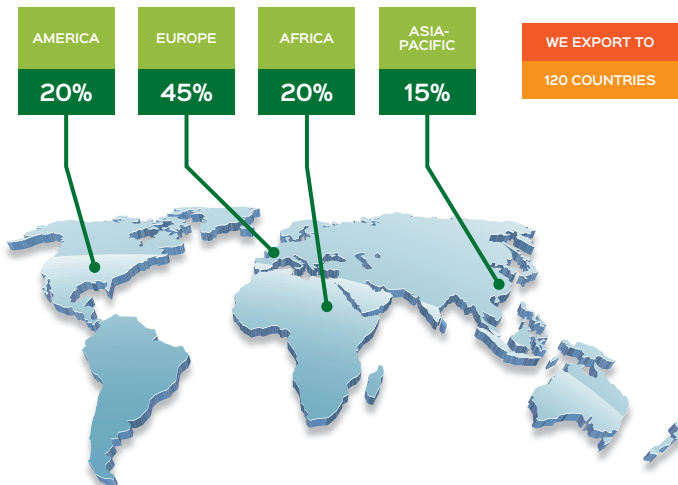 AMERICA
20%
EUROPE
45%
AFRICA
20%
ASIA-
PACIFIC
15%
WE EXPORT TO
120 COUNTRIES